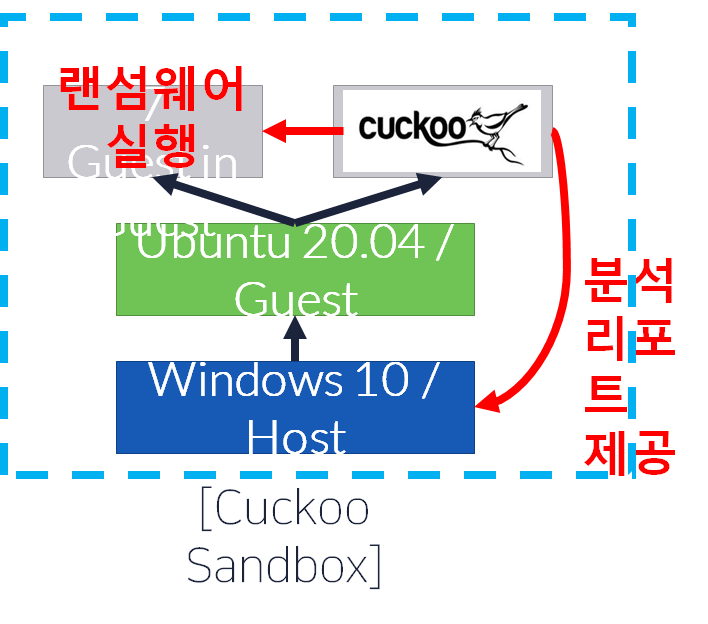 랜섬웨어
실행
/
Guest in
Guest
cuckoo
Ubuntu 20.04 /
Guest
Windows 10 /
Host
분석
리포
트
제공
[Cuckoo
Sandbox]